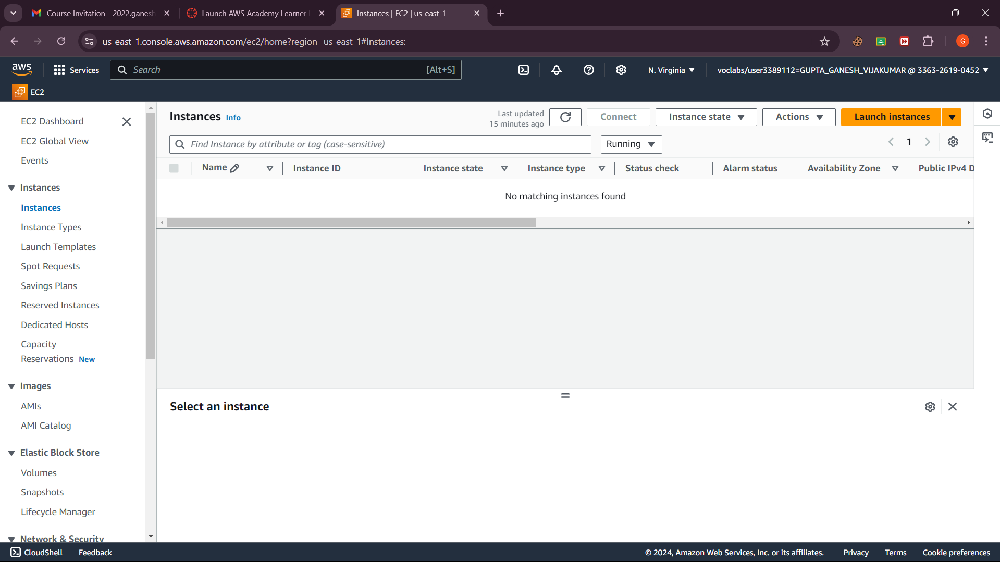 Course Invitation - 2022.ganesh
Launch AWS Academy Learner
Instances | EC2 | us-east-1
us-east-1.console.aws.amazon.com/ec2/home?region=us-east-1#Instances:
G
aws
Services
Search
[Alt+S]
N. Virginia
voclabs/user3389112=GUPTA_GANESH_VIJAKUMAR @ 3363-2619-0452
EC2
EC2 Dashboard
EC2 Global View
Events
Instances
Instances
Instance Types
Launch Templates
Spot Requests
Savings Plans
Reserved Instances
Dedicated Hosts
Capacity
Reservations New
Images
AMIs
AMI Catalog
Elastic Block Store
Volumes
Snapshots
Lifecycle Manager
Network & Security
Instances Info
Last updated
15 minutes ago
Connect
Instance state
Actions
Launch instances
Find Instance by attribute or tag (case-sensitive)
Running
1
Name
Instance ID
Instance state
Instance type
Status check
Alarm status
Availability Zone
Public IPv4 D
No matching instances found
Select an instance
CloudShell
Feedback
© 2024, Amazon Web Services, Inc. or its affiliates.
Privacy
Terms
Cookie preferences